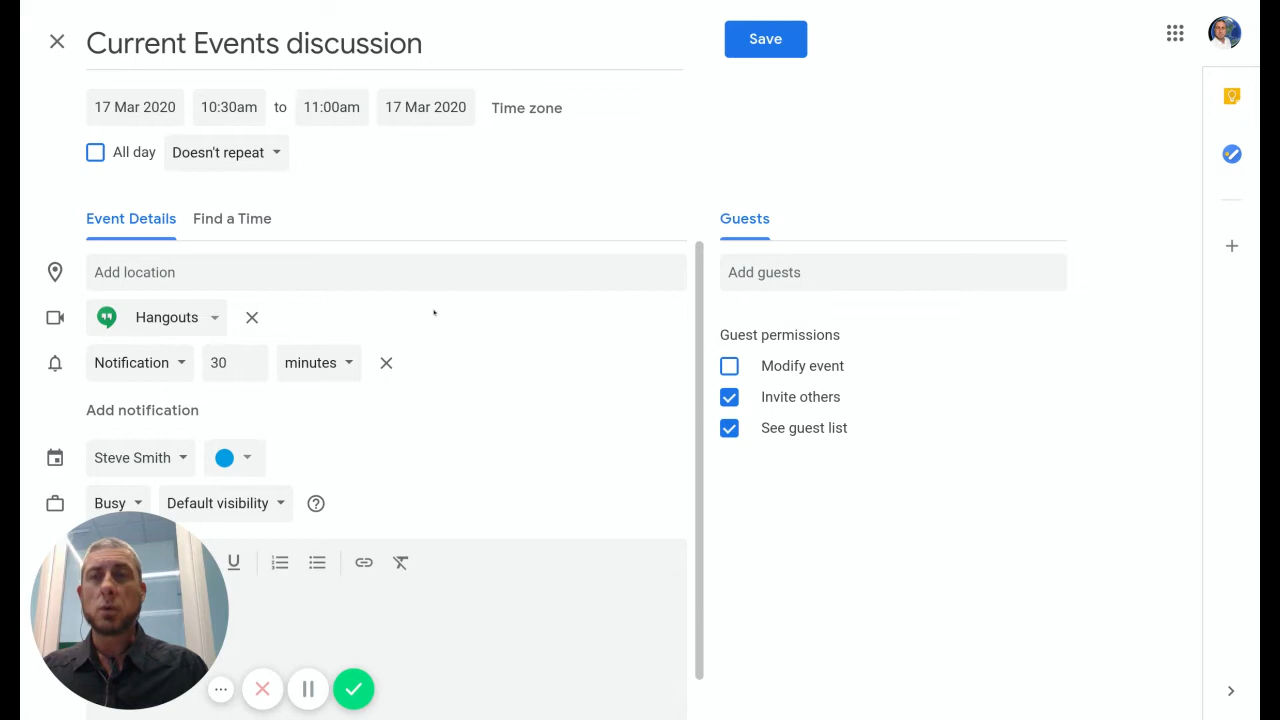 Current Events discussion
Save
17 Mar 2020 10:30am to 11:00am 17 Mar 2020 Time zone
All day Doesn't repeat
Event Details Find a Time
Guests
Add location
Add guests
Hangouts
Guest permissions
Notification 30 minutes
Modify event
Invite others
Add notification
See guest list
Steve Smith
Busy Default visibility
U